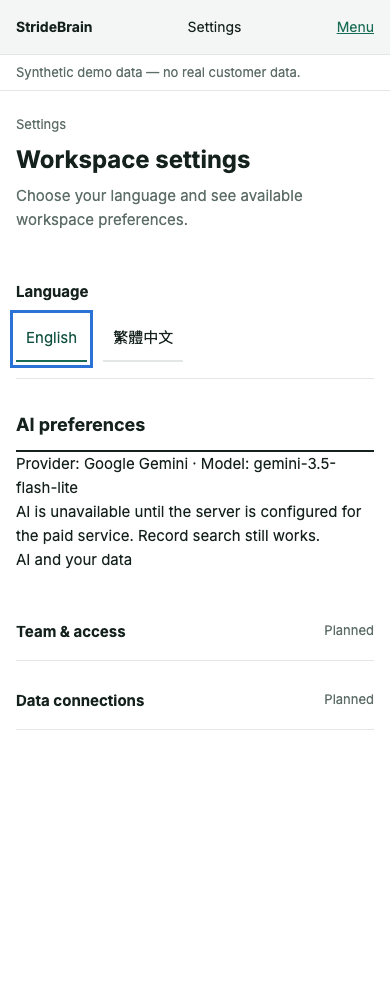 StrideBrain
Settings
Menu
Synthetic demo data — no real customer data.
Settings
Workspace settings
Choose your language and see available
workspace preferences.
Language
English
繁體中文
AI preferences
Provider: Google Gemini · Model: gemini-3.5-
flash-lite
AI is unavailable until the server is configured for
the paid service. Record search still works.
AI and your data
Team & access
Planned
Data connections
Planned